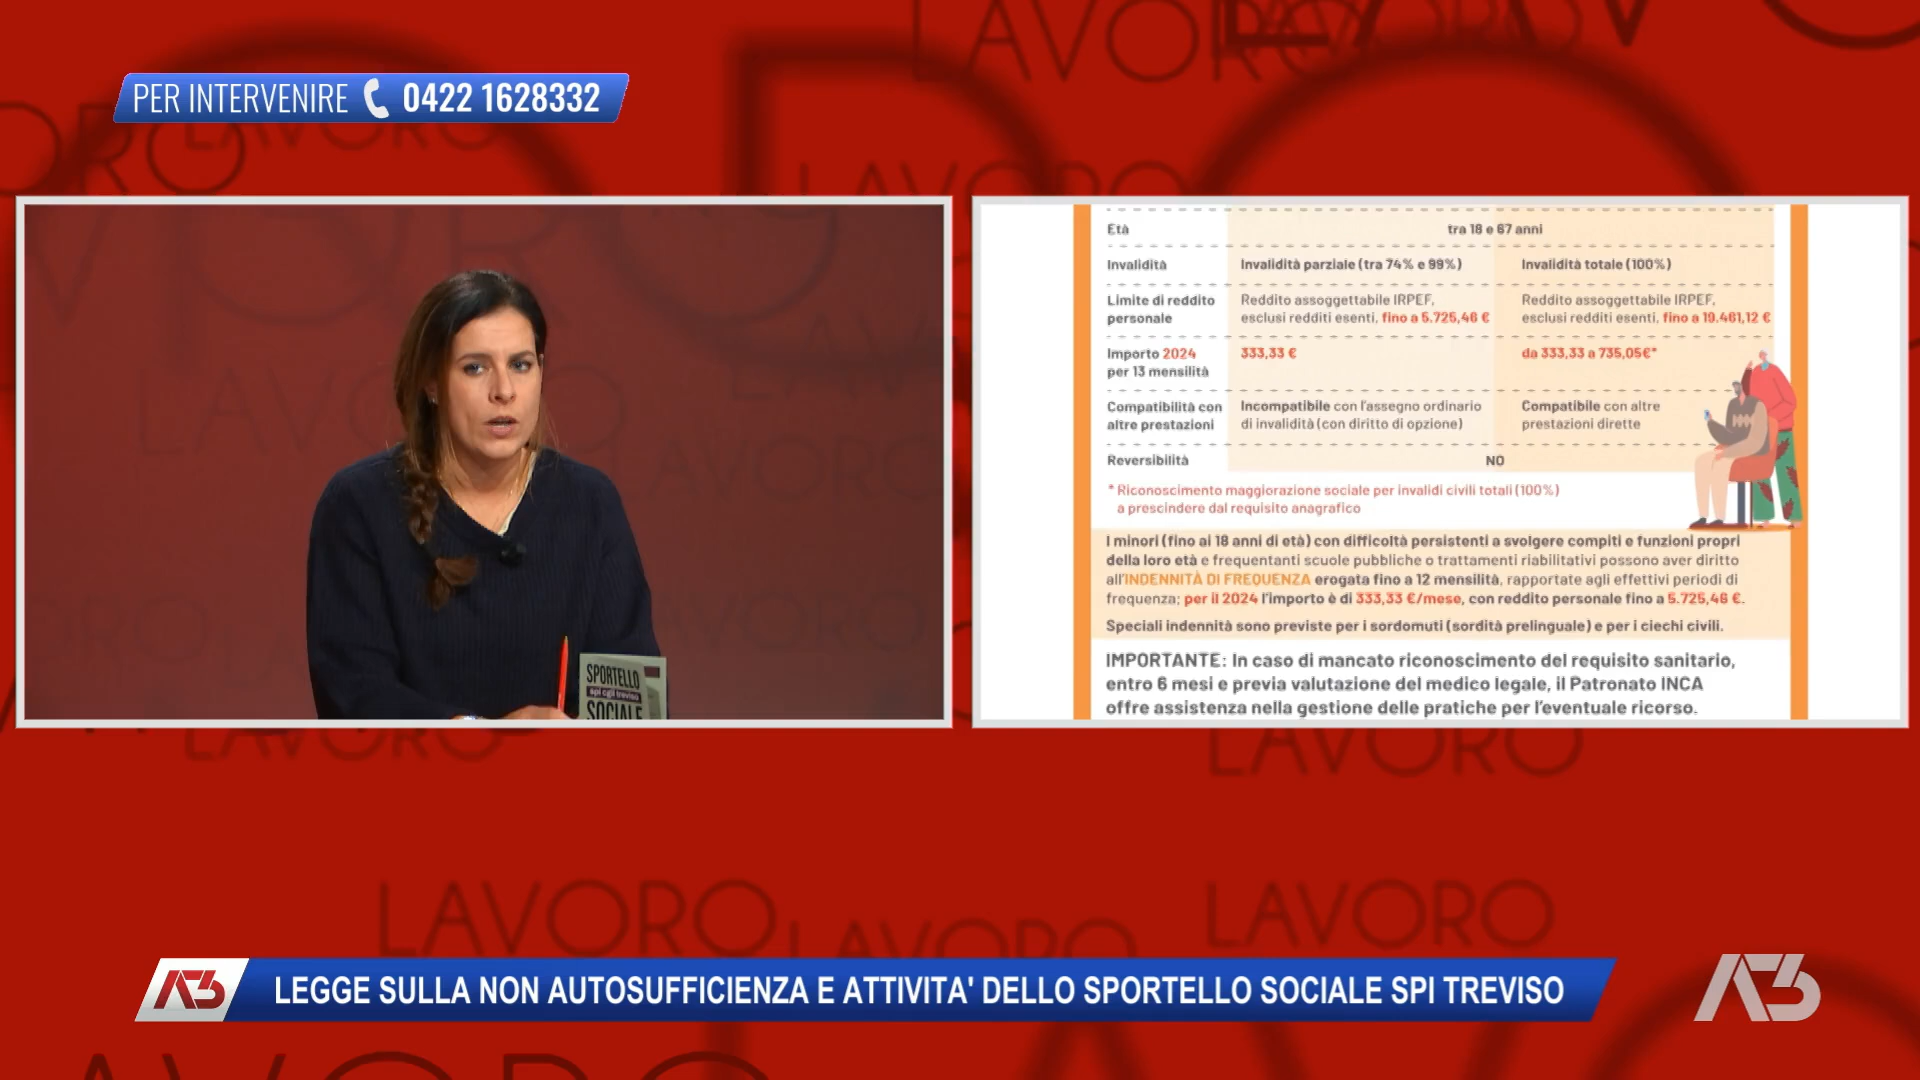 PER INTERVENIRE 0422 1628332
SPORTELLO
spi cgil treviso
SOCIALE
Età tra 18 e 67 anni
Invalidità Invalidità parziale (tra 74% e 99%) Invalidità totale (100%)
Limite di reddito personale
Reddito assoggettabile IRPEF,
esclusi redditi esenti, fino a 5.725,46 €
Reddito assoggettabile IRPEF,
esclusi redditi esenti, fino a 19.461,12 €
Importo 2024
per 13 mensilità
333,33 €
da 333,33 a 735,05€*
Compatibilità con
altre prestazioni
Incompatibile con l'assegno ordinario
di invalidità (con diritto di opzione)
Compatibile con altre
prestazioni dirette
Reversibilità NO
* Riconoscimento maggiorazione sociale per invalidi civili totali (100%)
a prescindere dal requisito anagrafico
I minori (fino ai 18 anni di età) con difficoltà persistenti a svolgere compiti e funzioni propri
della loro età e frequentanti scuole pubbliche o trattamenti riabilitativi possono aver diritto
all'INDENNITÀ DI FREQUENZA erogata fino a 12 mensilità, rapportate agli effettivi periodi di
frequenza; per il 2024 l'importo è di 333,33 €/mese, con reddito personale fino a 5.725,46 €.
Speciali indennità sono previste per i sordomuti (sordità prelinguale) e per i ciechi civili.
IMPORTANTE: In caso di mancato riconoscimento del requisito sanitario,
entro 6 mesi e previa valutazione del medico legale, il Patronato INCA
offre assistenza nella gestione delle pratiche per l'eventuale ricorso.
LAVORO
LAVORO
LAVORO
A3 LEGGE SULLA NON AUTOSUFFICIENZA E ATTIVITA' DELLO SPORTELLO SOCIALE SPI TREVISO A3